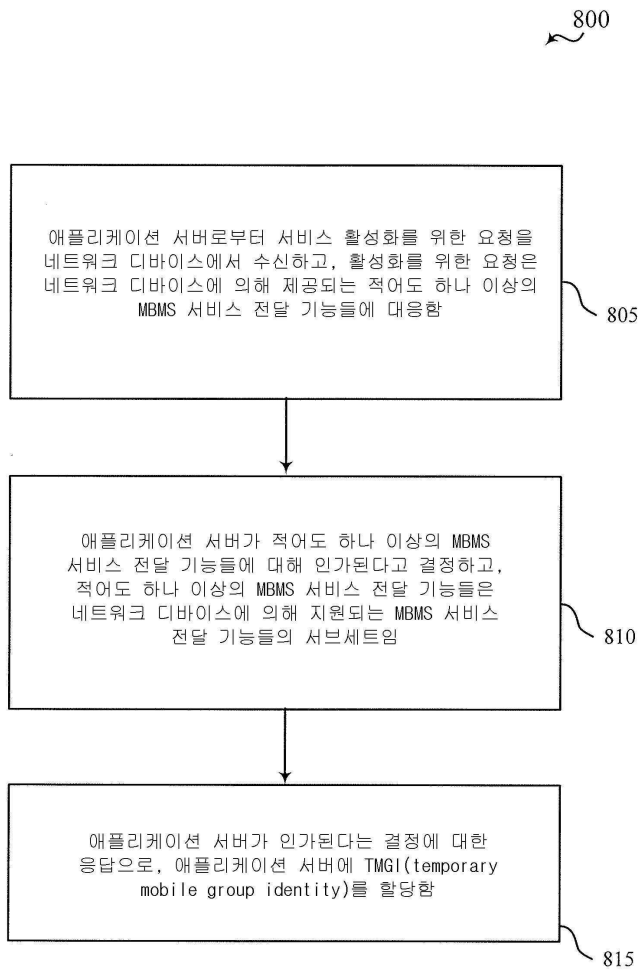 800
애플리케이션 서버로부터 서비스 활성화를 위한 요청을
네트워크 디바이스에서 수신하고, 활성화를 위한 요청은
네트워크 디바이스에 의해 제공되는 적어도 하나 이상의
MBMS 서비스 전달 기능들에 대응함
805
애플리케이션 서버가 적어도 하나 이상의 MBMS
서비스 전달 기능들에 대해 인가된다고 결정하고,
적어도 하나 이상의 MBMS 서비스 전달 기능들은
네트워크 디바이스에 의해 지원되는 MBMS 서비스
전달 기능들의 서브세트임
810
애플리케이션 서버가 인가된다는 결정에 대한
응답으로, 애플리케이션 서버에 TMGI(temporary
mobile group identity)를 할당함
815